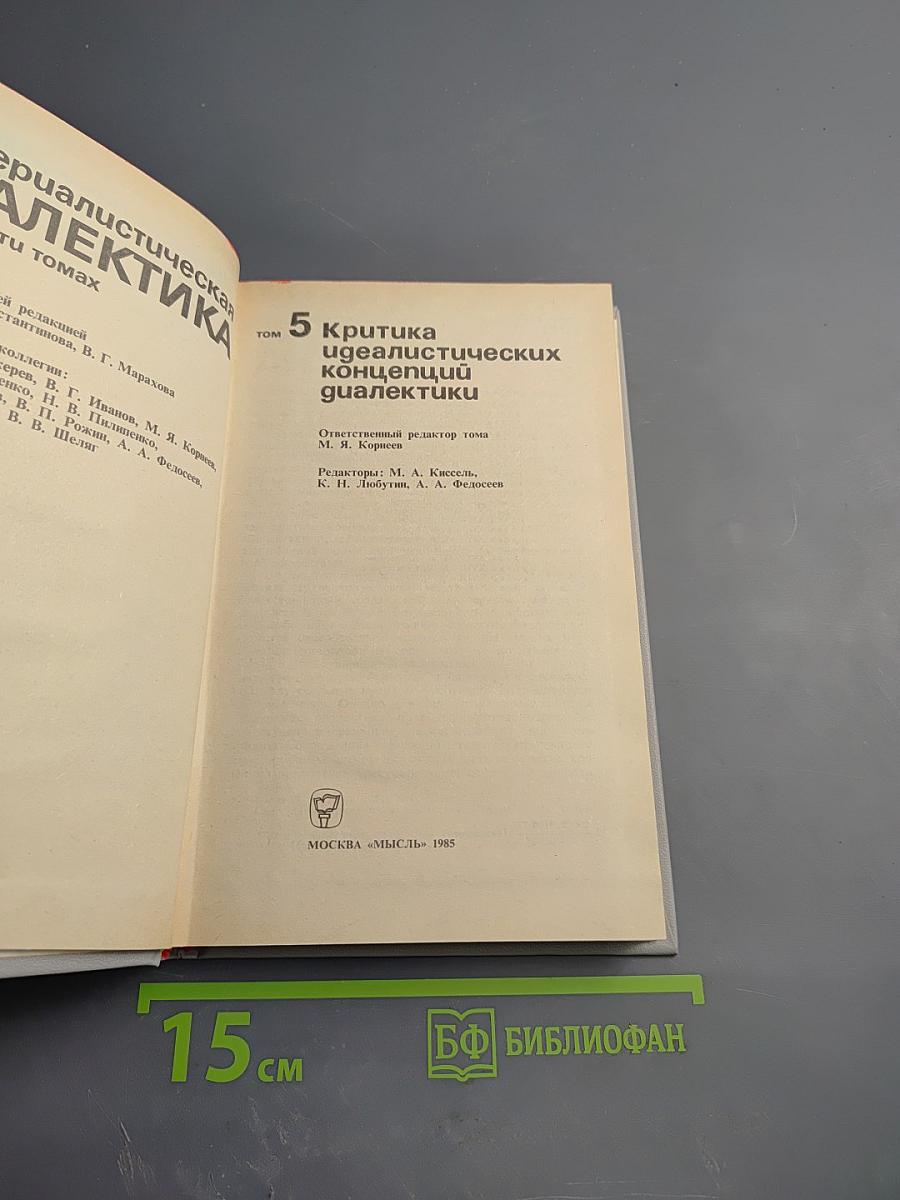 ериалистическая
АЛЕКТИКА
ти томах
ей редакцией
стантинова, В. Г. Марахова
коллегии:
керев, В. Г. Иванов, М. Я. Корнеев,
енко, Н. В. Пилипенко,
в, В. П. Рожин, А. А. Федосеев,
В. В. Шеляг
том 5 Критика
идеалистических
концепций
диалектики
Ответственный редактор тома
М. Я. Корнеев
Редакторы: М. А. Киссель,
К. Н. Любутин, А. А. Федосеев
МОСКВА «МЫСЛЬ» 1985
15 см
БФ БИБЛИОФАН